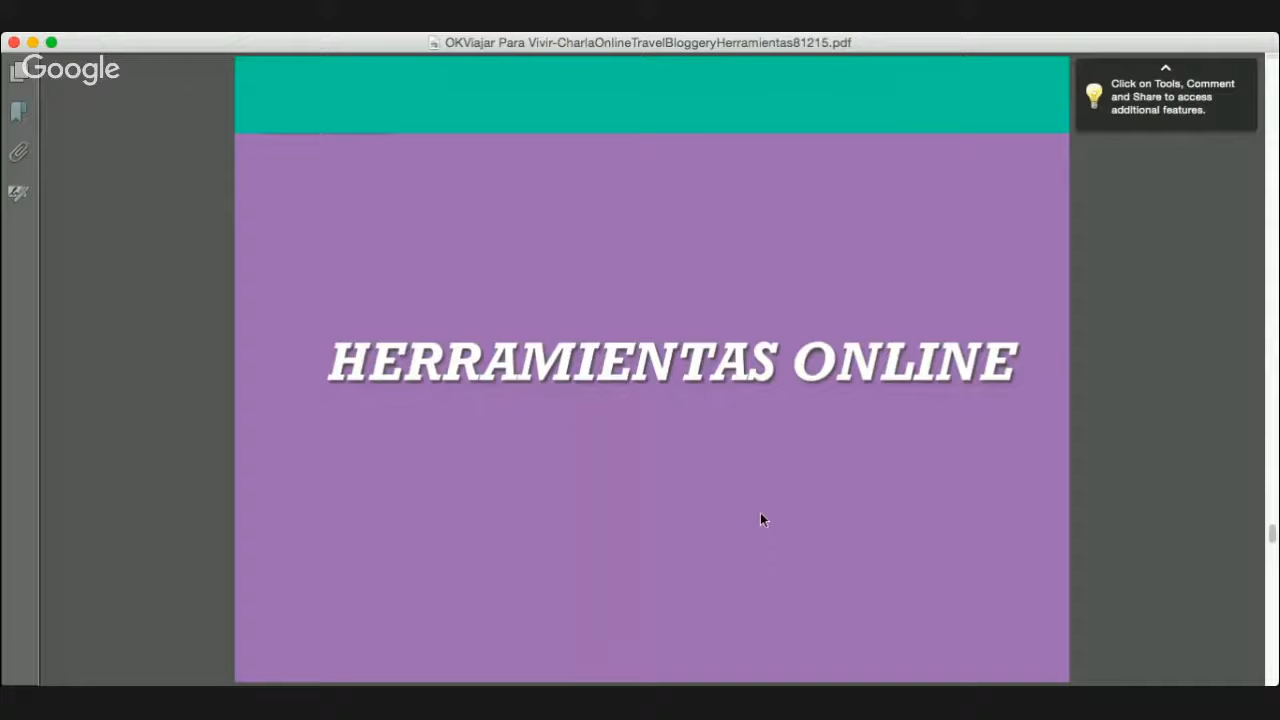 OKViajar Para Vivir-CharlaOnlineTravelBloggeryHerramientas81215.pdf
Google
Click on Tools, Comment
and Share to access
additional features.
HERRAMIENTAS ONLINE